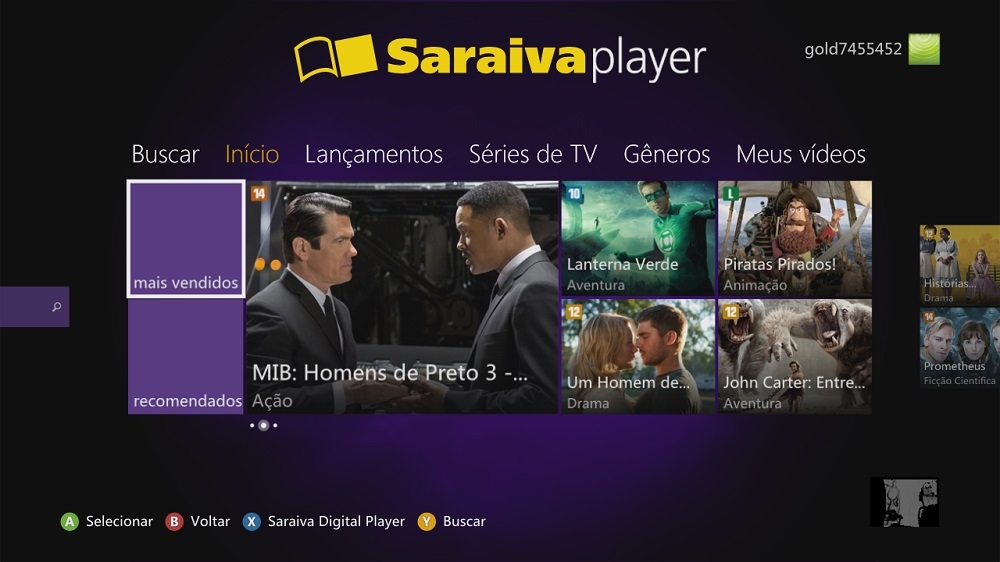 Saraiva player
gold7455452
Buscar Início Lançamentos Séries de TV Gêneros Meus vídeos
mais vendidos
recomendados
14
MIB: Homens de Preto 3 -...
Ação
10
Lanterna Verde
Aventura
L
Piratas Pirados!
Animação
12
Um Homem de...
Drama
12
John Carter: Entre...
Aventura
Histórias...
Drama
14
Prometheus
Ficção Científica
A Selecionar B Voltar X Saraiva Digital Player Y Buscar